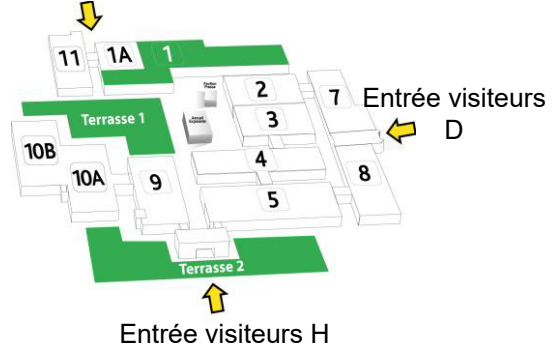 11
1A
1
2
7
Entrée visiteurs
D
3
Terrasse 1
10B
4
10A
9
8
5
Terrasse 2
Entrée visiteurs H